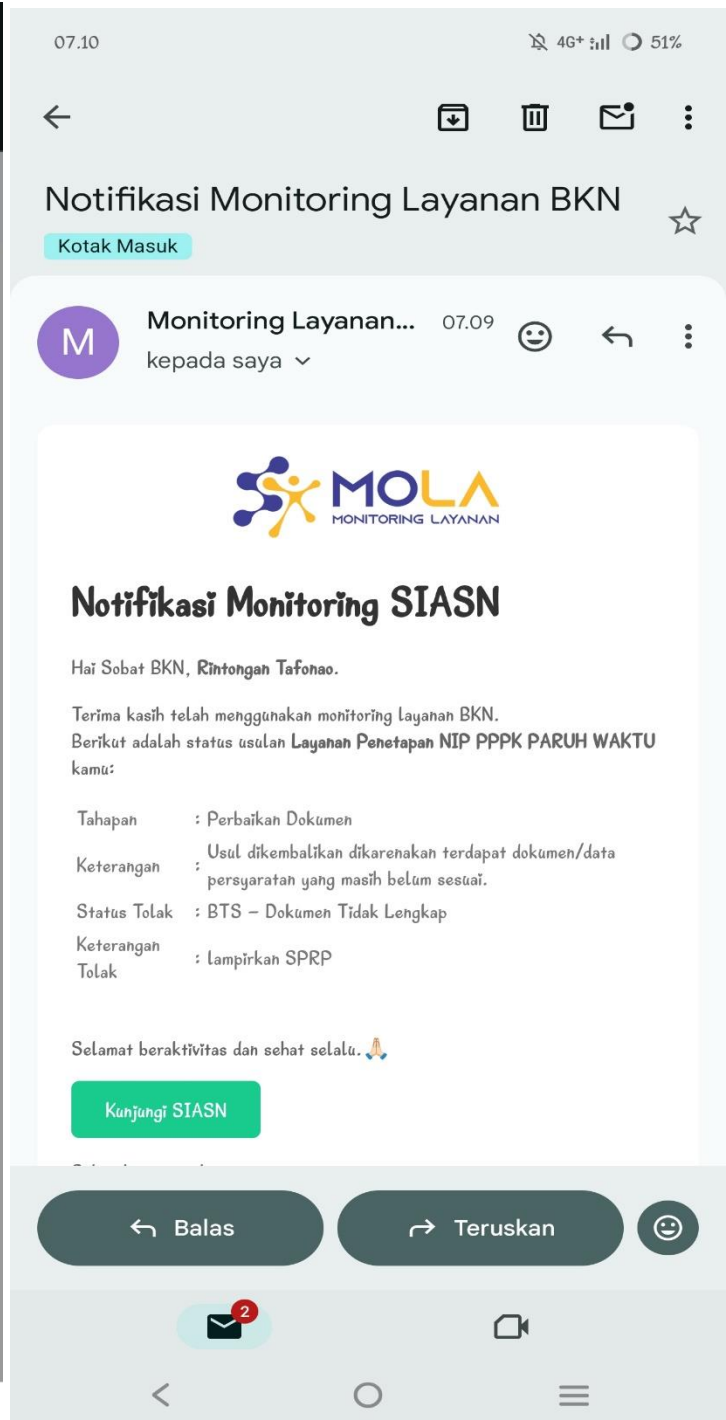 07.10
4G+
51%
Notifikasi Monitoring Layanan BKN
Kotak Masuk
M
Monitoring Layanan... 07.09
kepada saya
MOLA
MONITORING LAYANAN
Notifikasi Monitoring SIASN
Hai Sobat BKN, Rintongan Tafonao.
Terima kasih telah menggunakan monitoring layanan BKN.
Berikut adalah status usulan Layanan Penetapan NIP PPPK PARUH WAKTU
kamu:
Tahapan : Perbaikan Dokumen
Keterangan : Usul dikembalikan dikarenakan terdapat dokumen/data
persyaratan yang masih belum sesuai.
Status Tolak : BTS – Dokumen Tidak Lengkap
Keterangan
Tolak : lampirkan SPRP
Selamat beraktivitas dan sehat selalu. 🙏🏻
Kunjungi SIASN
Balas
Teruskan
2